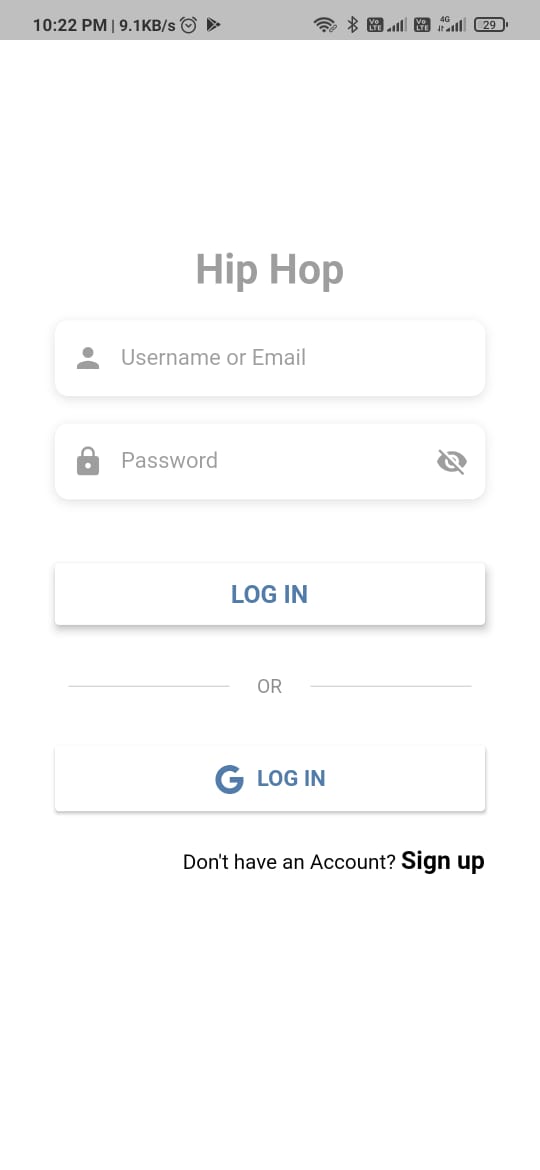 10:22 PM | 9.1KB/s Vo LTE Vo LTE 4G 29
Hip Hop
Username or Email
Password
LOG IN
OR
G LOG IN
Don't have an Account? Sign up